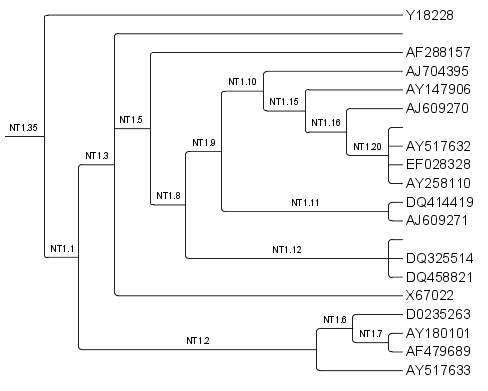 Y18228
AF288157
AJ704395
NT1.10
AY147906
NT1.15
AJ609270
NT1.5
NT1.16
NT1.35
NT1.9
NT1.20
AY517632
NT1.3
EF028328
AY258110
NT1.8
NT1.11
DQ414419
AJ609271
NT1.1
NT1.12
DQ325514
DQ458821
X67022
D0235263
NT1.6
NT1.7
AY180101
NT1.2
AF479689
AY517633